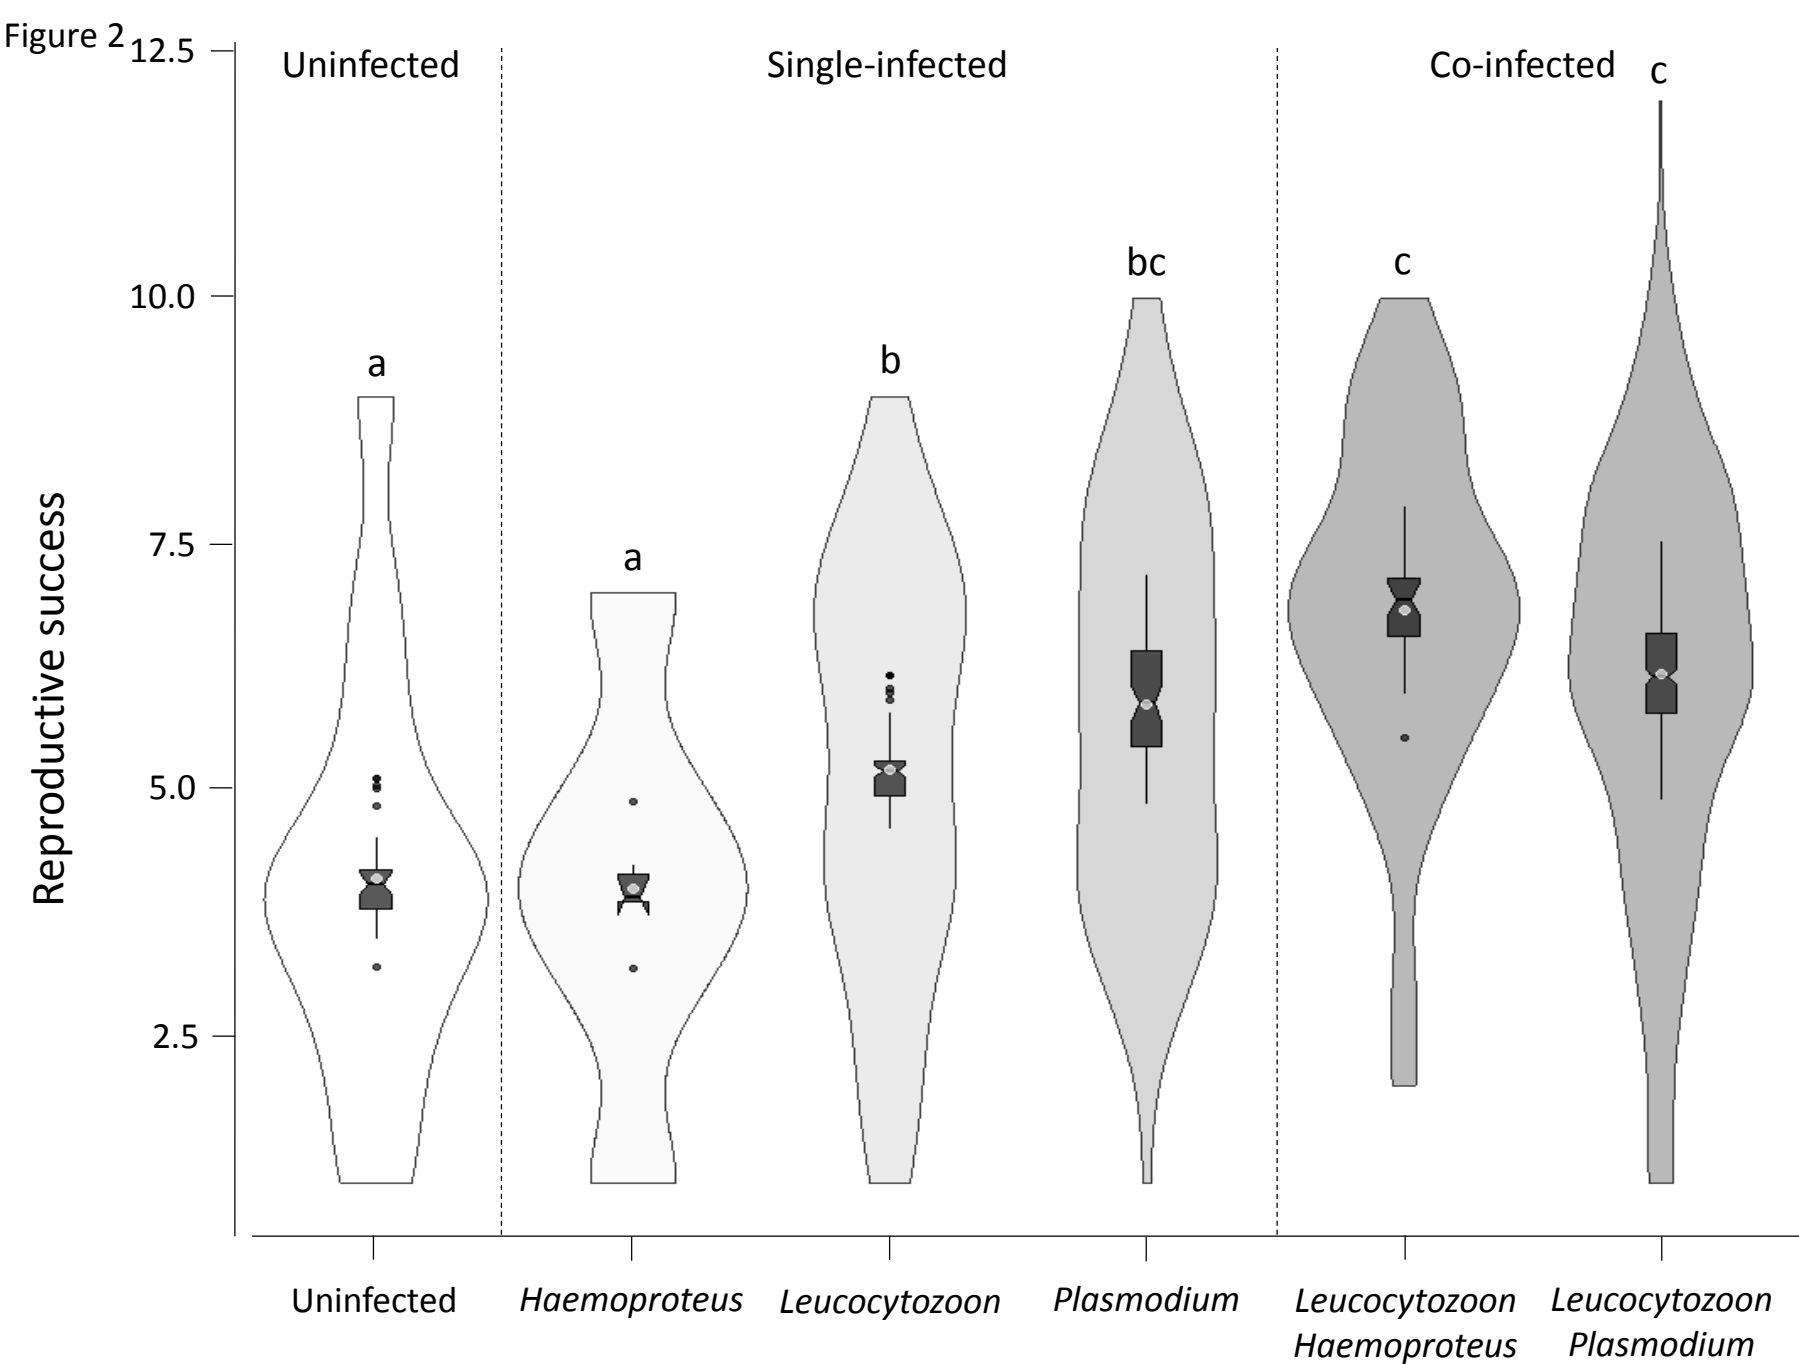 Figure 2
12.5
Uninfected
Single-infected
Co-infected
c
10.0
a
b
bc
c
7.5
a
Reproductive success
5.0
2.5
Uninfected
Haemoproteus
Leucocytozoon
Plasmodium
Leucocytozoon
Haemoproteus
Leucocytozoon
Plasmodium